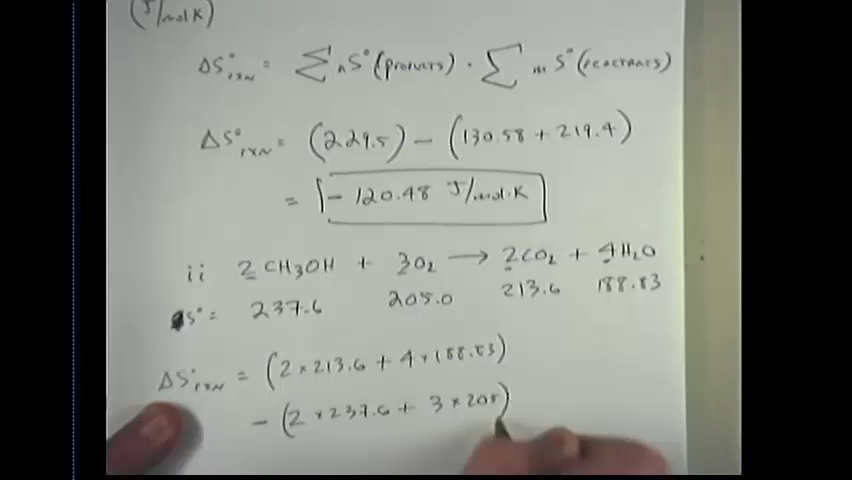 (J/mol K)
ΔS°rxn = Σ nS°(products) - Σ mS°(reactants)
ΔS°rxn = (229.5) - (130.58 + 219.4)
= - 120.48 J/mol.K
ii 2CH3OH + 3O2 → 2CO2 + 4H2O
S° = 237.6 205.0 213.6 188.83
ΔS°rxn = (2 × 213.6 + 4 × 188.83)
- (2 × 237.6 + 3 × 205)